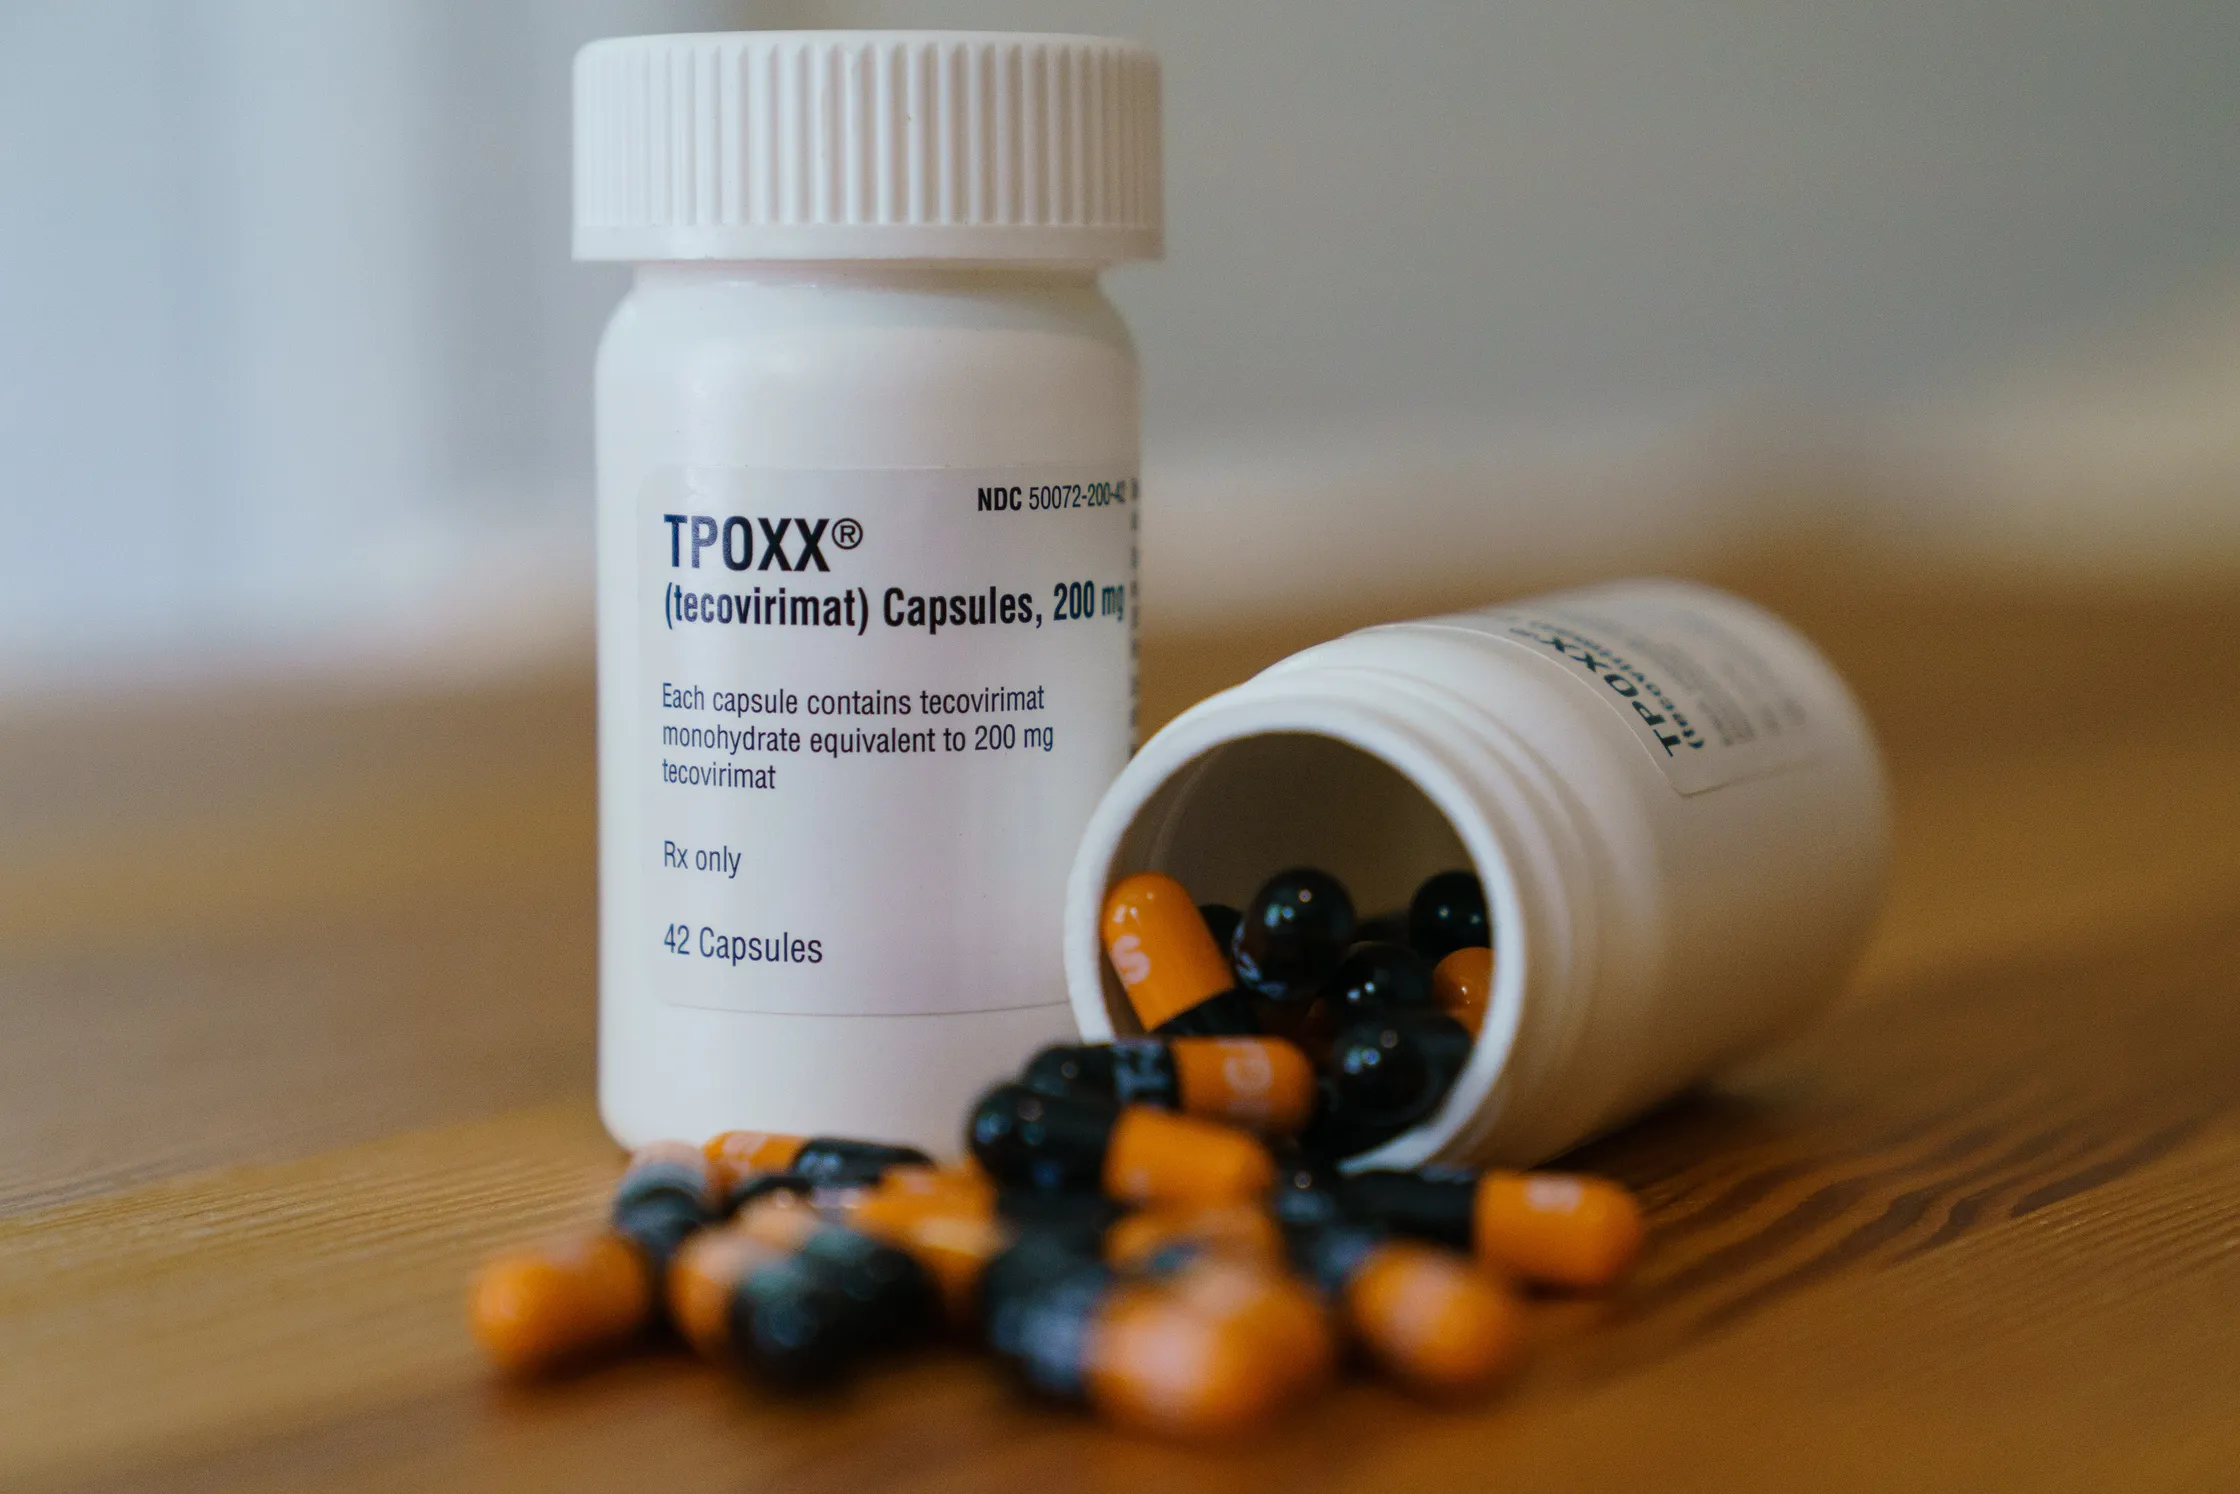 NDC 50072-200-42
TPOXX®
(tecovirimat) Capsules, 200 mg
Each capsule contains tecovirimat
monohydrate equivalent to 200 mg
tecovirimat
Rx only
42 Capsules
TPOXX®
(tecovirimat)
S